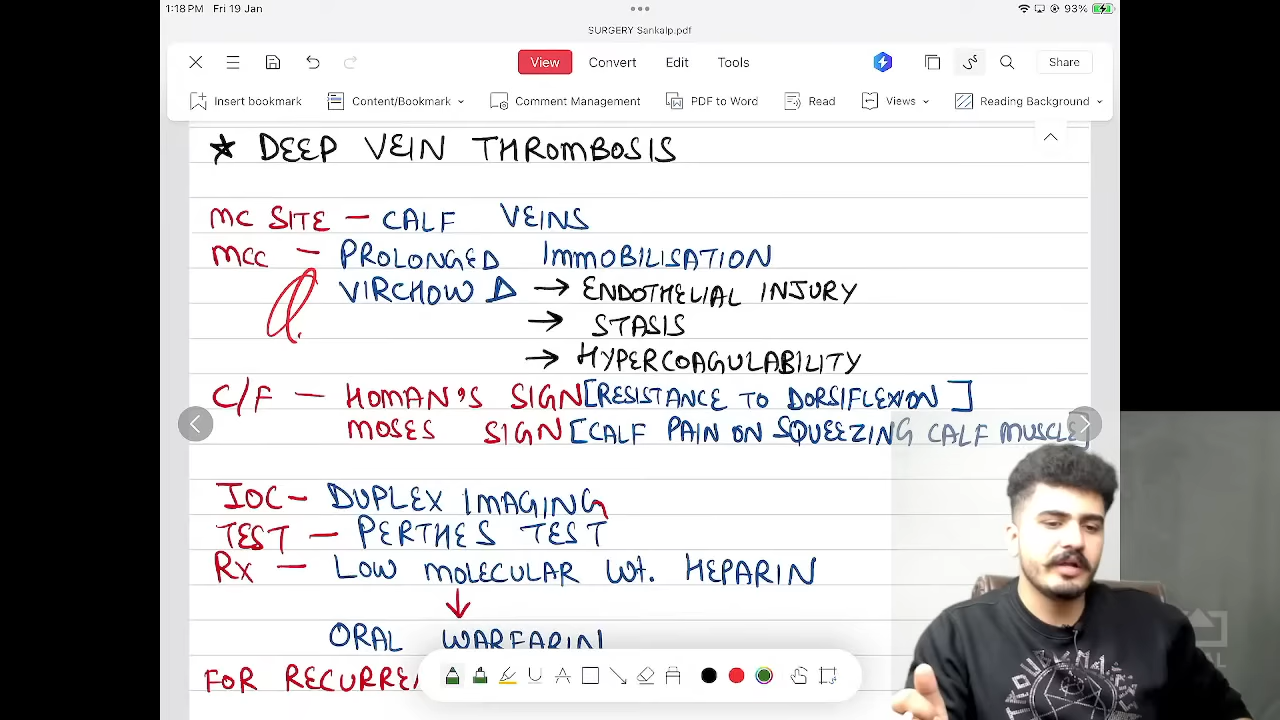 1:18 PM Fri 19 Jan
93%
SURGERY Sankalp.pdf
View Convert Edit Tools Share
Insert bookmark Content/Bookmark Comment Management PDF to Word Read Views Reading Background
★ DEEP VEIN THROMBOSIS
MC SITE — CALF VEINS
MCC — PROLONGED IMMOBILISATION
VIRCHOW Δ → ENDOTHELIAL INJURY
→ STASIS
→ HYPERCOAGULABILITY
C/F — HOMAN'S SIGN [RESISTANCE TO DORSIFLEXION]
MOSES SIGN [CALF PAIN ON SQUEEZING CALF MUSCLE]
IOC — DUPLEX IMAGING
TEST — PERTHES TEST
Rx — LOW MOLECULAR Wt. HEPARIN
↓
ORAL WARFARIN
FOR